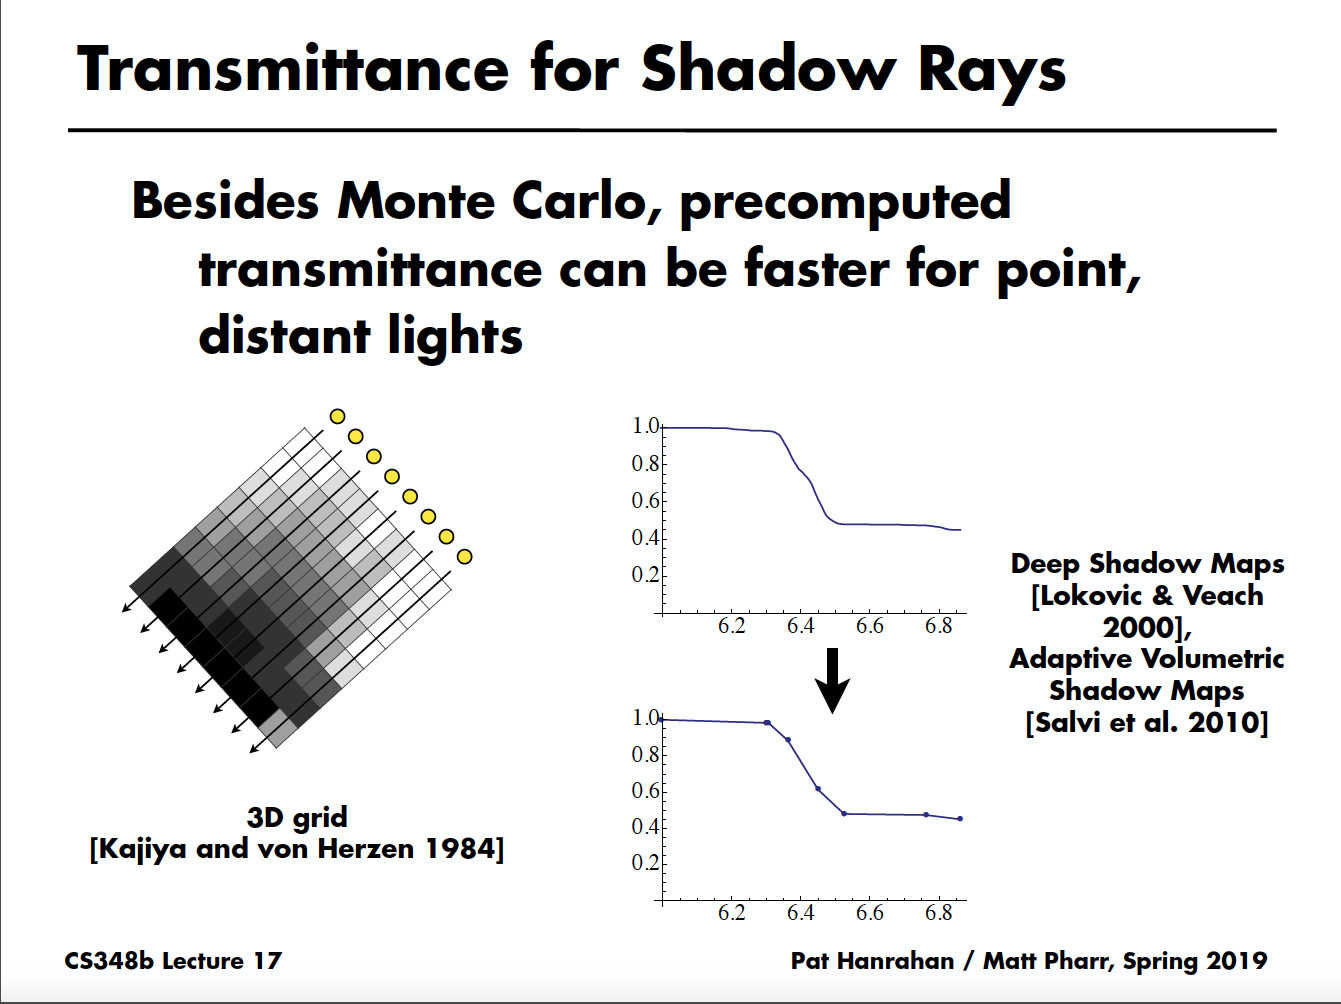 Transmittance for Shadow Rays
Besides Monte Carlo, precomputed
transmittance can be faster for point,
distant lights
1.0
0.8
0.6
0.4
0.2
6.2 6.4 6.6 6.8
Deep Shadow Maps
[Lokovic & Veach
2000],
Adaptive Volumetric
Shadow Maps
[Salvi et al. 2010]
1.0
0.8
0.6
0.4
0.2
6.2 6.4 6.6 6.8
3D grid
[Kajiya and von Herzen 1984]
CS348b Lecture 17
Pat Hanrahan / Matt Pharr, Spring 2019